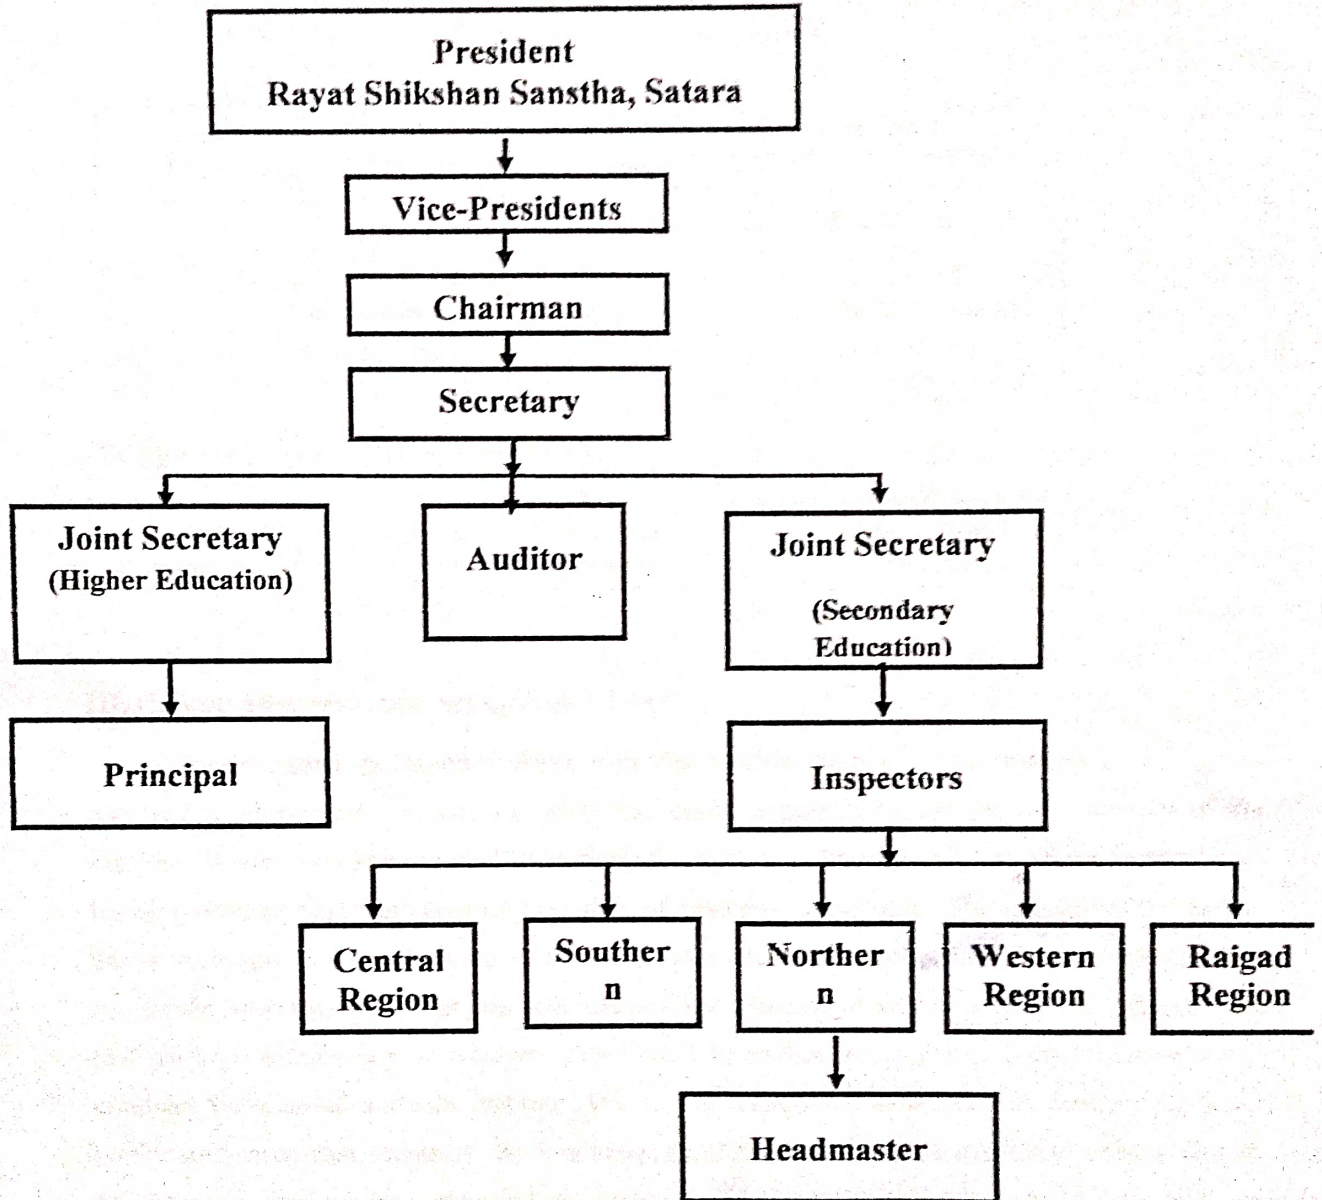 President
Rayat Shikshan Sanstha, Satara
Vice-Presidents
Chairman
Secretary
Joint Secretary
(Higher Education)
Auditor
Joint Secretary
(Secondary
Education)
Principal
Inspectors
Central
Region
Souther
n
Norther
n
Western
Region
Raigad
Region
Headmaster